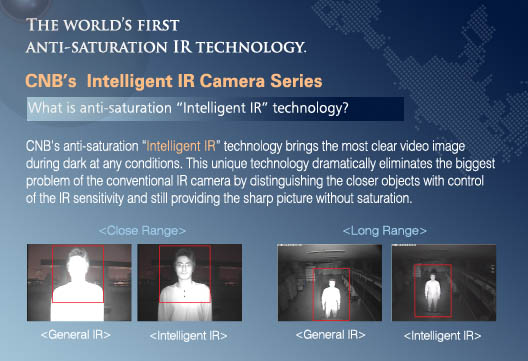 THE WORLD'S FIRST
ANTI-SATURATION IR TECHNOLOGY.
CNB's Intelligent IR Camera Series
What is anti-saturation "Intelligent IR" technology?
CNB's anti-saturation "Intelligent IR" technology brings the most clear video image
during dark at any conditions. This unique technology dramatically eliminates the biggest
problem of the conventional IR camera by distinguishing the closer objects with control
of the IR sensitivity and still providing the sharp picture without saturation.
<Close Range>
<Long Range>
<General IR>
<Intelligent IR>
<General IR>
<Intelligent IR>